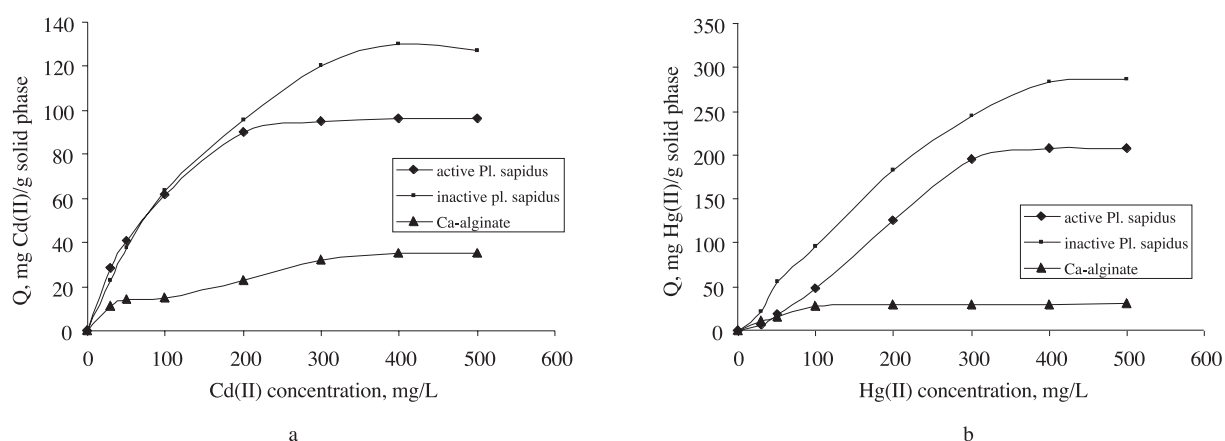 140
120
100
80
60
40
20
0
Q, mg Cd(II)/g solid phase
active Pl. sapidus
inactive pl. sapidus
Ca-alginate
0 100 200 300 400 500 600
Cd(II) concentration, mg/L
a
350
300
250
200
150
100
50
0
Q, mg Hg(II)/g solid phase
active Pl. sapidus
inactive Pl. sapidus
Ca-alginate
0 100 200 300 400 500 600
Hg(II) concentration, mg/L
b